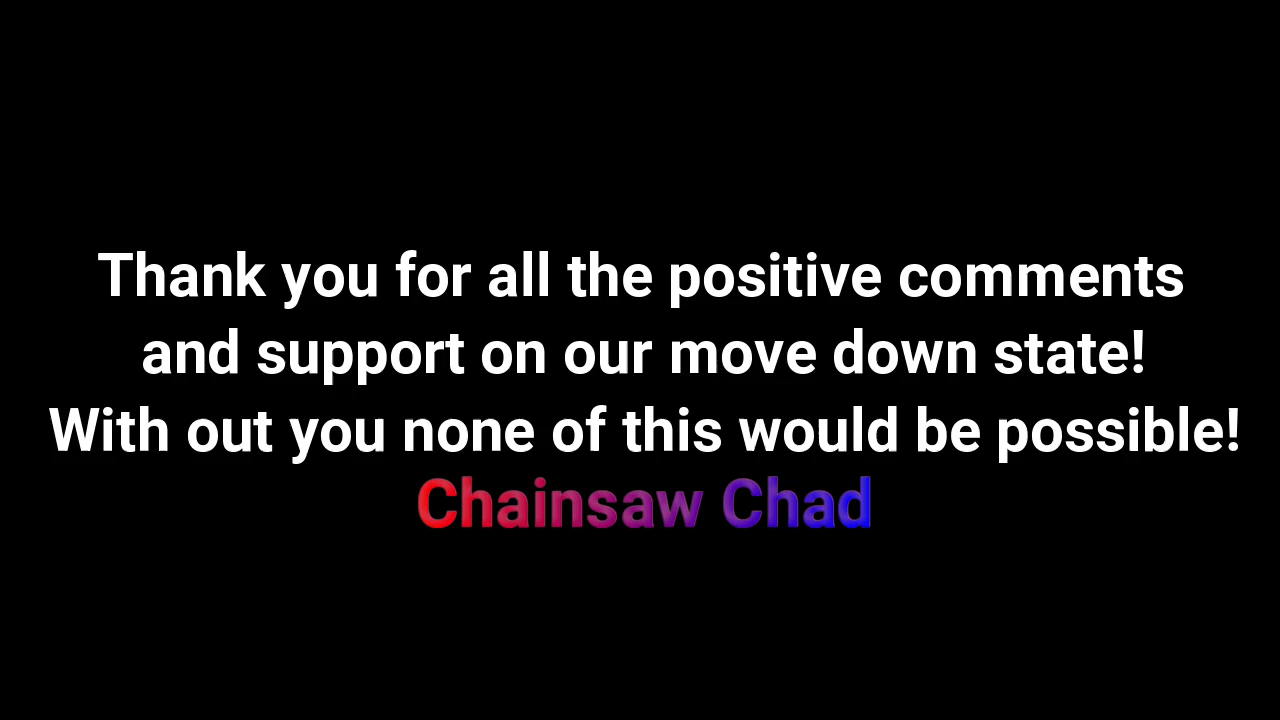 Thank you for all the positive comments
and support on our move down state!
With out you none of this would be possible!
Chainsaw Chad